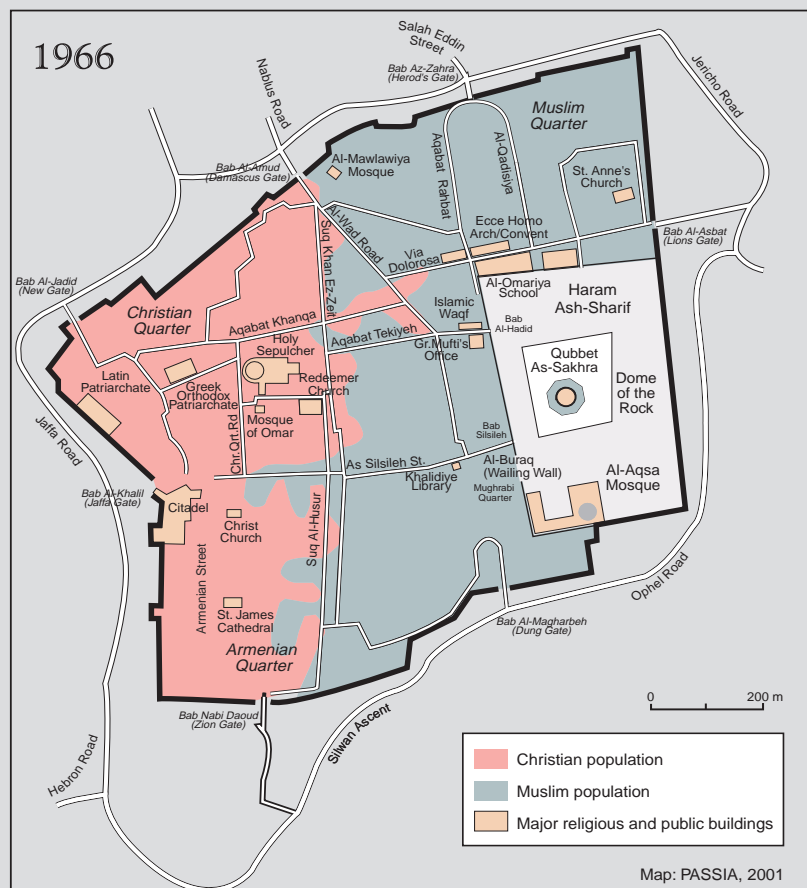 1966
Salah Eddin
Street
Bab Az-Zahra
(Herod's Gate)
Jericho Road
Nablus Road
Muslim
Quarter
Bab Al-Amud
(Damascus Gate)
Al-Mawlawiya
Mosque
Aqabat Rahbat
Al-Qadisiya
St. Anne's
Church
Al-Wad Road
Suq Khan Ez-Zeit
Ecce Homo
Arch/Convent
Via
Dolorosa
Bab Al-Asbat
(Lions Gate)
Bab Al-Jadid
(New Gate)
Al-Omariya
School
Haram
Ash-Sharif
Christian
Quarter
Islamic
Waqf
Bab
Al-Hadid
Aqabat Khanqa
Aqabat Tekiyeh
Gr.Mufti's
Office
Holy
Sepulcher
Qubbet
As-Sakhra
Latin
Patriarchate
Greek
Orthodox
Patriarchate
Redeemer
Church
Dome of
the Rock
Mosque
of Omar
Chr.Qrt.Rd
Jaffa Road
Bab
Silsileh
As Silsileh St.
Al-Buraq
(Wailing Wall)
Khalidiye
Library
Mughrabi
Quarter
Al-Aqsa
Mosque
Bab Al-Khalil
(Jaffa Gate)
Citadel
Christ
Church
Suq Al-Husur
Armenian Street
St. James
Cathedral
Armenian
Quarter
Ophel Road
Bab Al-Magharbeh
(Dung Gate)
Bab Nabi Daoud
(Zion Gate)
Silwan Ascent
Hebron Road
0 200 m
Christian population
Muslim population
Major religious and public buildings
Map: PASSIA, 2001